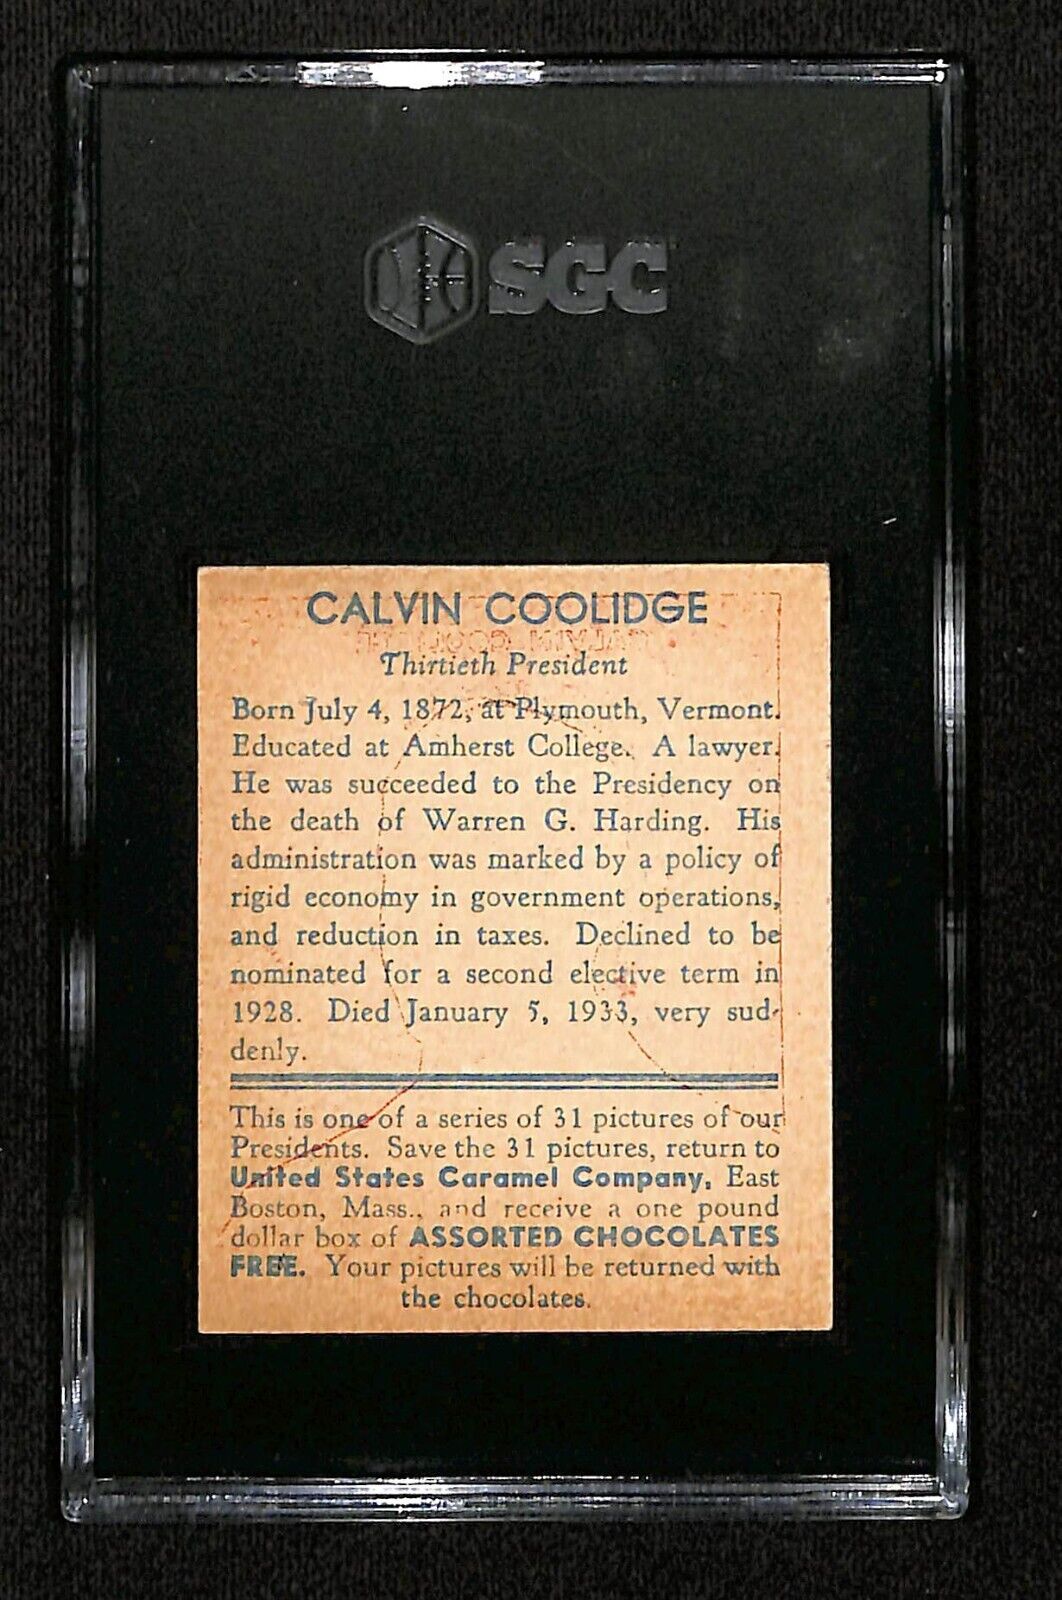 SGC
CALVIN COOLIDGE
Thirtieth President
Born July 4, 1872, at Plymouth, Vermont.
Educated at Amherst College. A lawyer.
He was succeeded to the Presidency on
the death of Warren G. Harding. His
administration was marked by a policy of
rigid economy in government operations,
and reduction in taxes. Declined to be
nominated for a second elective term in
1928. Died January 5, 1933, very sud-
denly.
This is one of a series of 31 pictures of our
Presidents. Save the 31 pictures, return to
United States Caramel Company, East
Boston, Mass., and receive a one pound
dollar box of ASSORTED CHOCOLATES
FREE. Your pictures will be returned with
the chocolates.